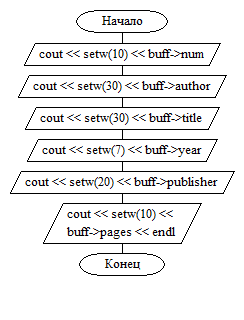 Начало
cout << setw(10) << buff->num
cout << setw(30) << buff->author
cout << setw(30) << buff->title
cout << setw(7) << buff->year
cout << setw(20) << buff->publisher
cout << setw(10) <<
buff->pages << endl
Конец